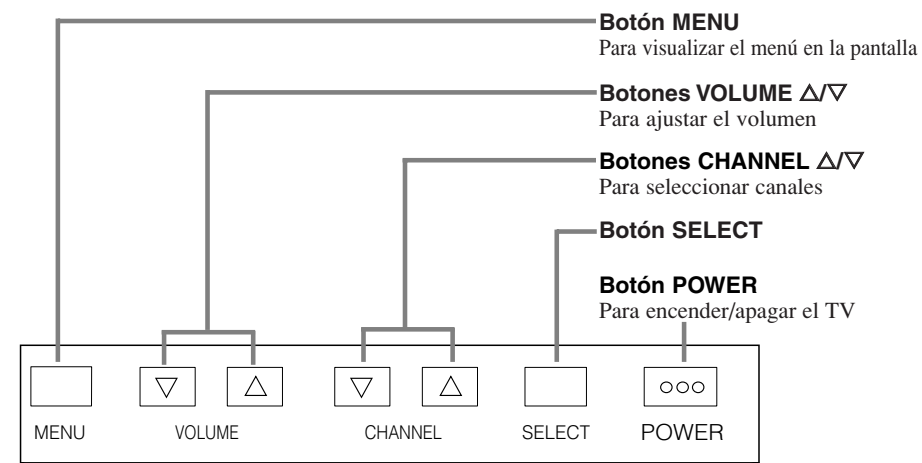 Botón MENU
Para visualizar el menú en la pantalla
Botones VOLUME △/▽
Para ajustar el volumen
Botones CHANNEL △/▽
Para seleccionar canales
Botón SELECT
Botón POWER
Para encender/apagar el TV
MENU VOLUME CHANNEL SELECT POWER